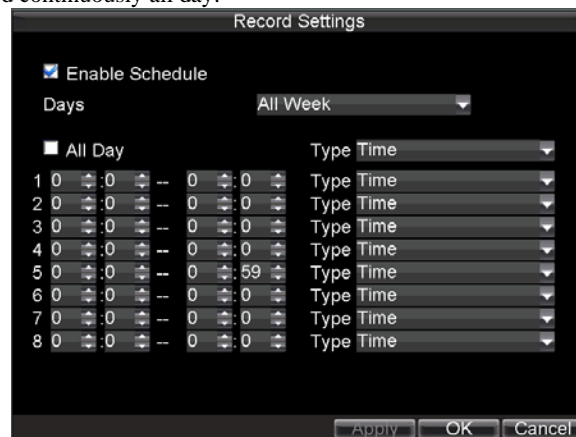 d continuously all day.
Record Settings
Enable Schedule
Days All Week
All Day Type Time
1 0 :0 -- 0 :0 Type Time
2 0 :0 -- 0 :0 Type Time
3 0 :0 -- 0 :0 Type Time
4 0 :0 -- 0 :0 Type Time
5 0 :0 -- 0 :59 Type Time
6 0 :0 -- 0 :0 Type Time
7 0 :0 -- 0 :0 Type Time
8 0 :0 -- 0 :0 Type Time
Apply OK Cancel